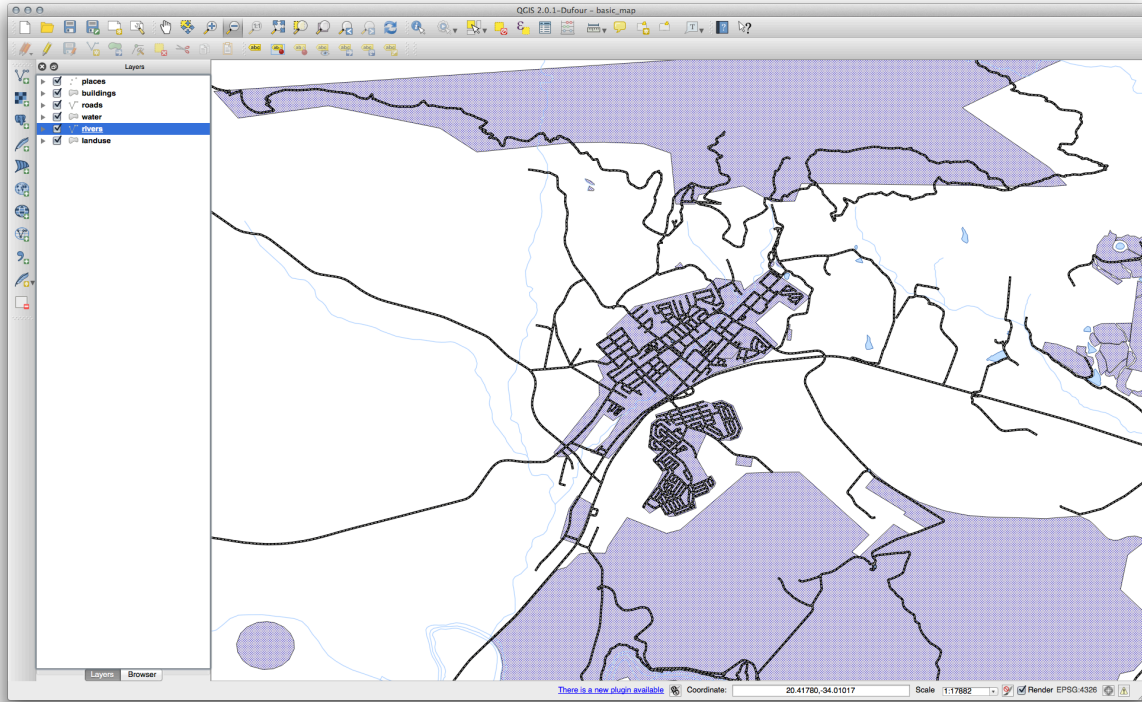 QGIS 2.0.1-Dufour - basic_map
Layers
places
buildings
roads
water
rivers
landuse
Layers Browser
There is a new plugin available Coordinate: 20.41780,-34.01017 Scale 1:17882 Render EPSG:4326